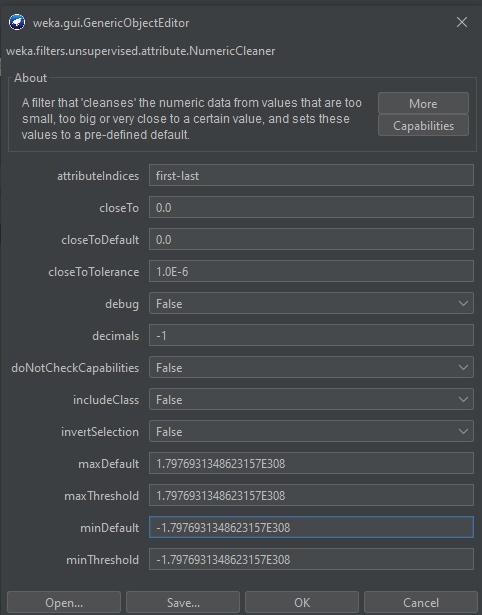 weka.gui.GenericObjectEditor
weka.filters.unsupervised.attribute.NumericCleaner
About
A filter that 'cleanses' the numeric data from values that are too
small, too big or very close to a certain value, and sets these
values to a pre-defined default.
More
Capabilities
attributeIndices first-last
closeTo 0.0
closeToDefault 0.0
closeToTolerance 1.0E-6
debug False
decimals -1
doNotCheckCapabilities False
includeClass False
invertSelection False
maxDefault 1.7976931348623157E308
maxThreshold 1.7976931348623157E308
minDefault -1.7976931348623157E308
minThreshold -1.7976931348623157E308
Open... Save... OK Cancel